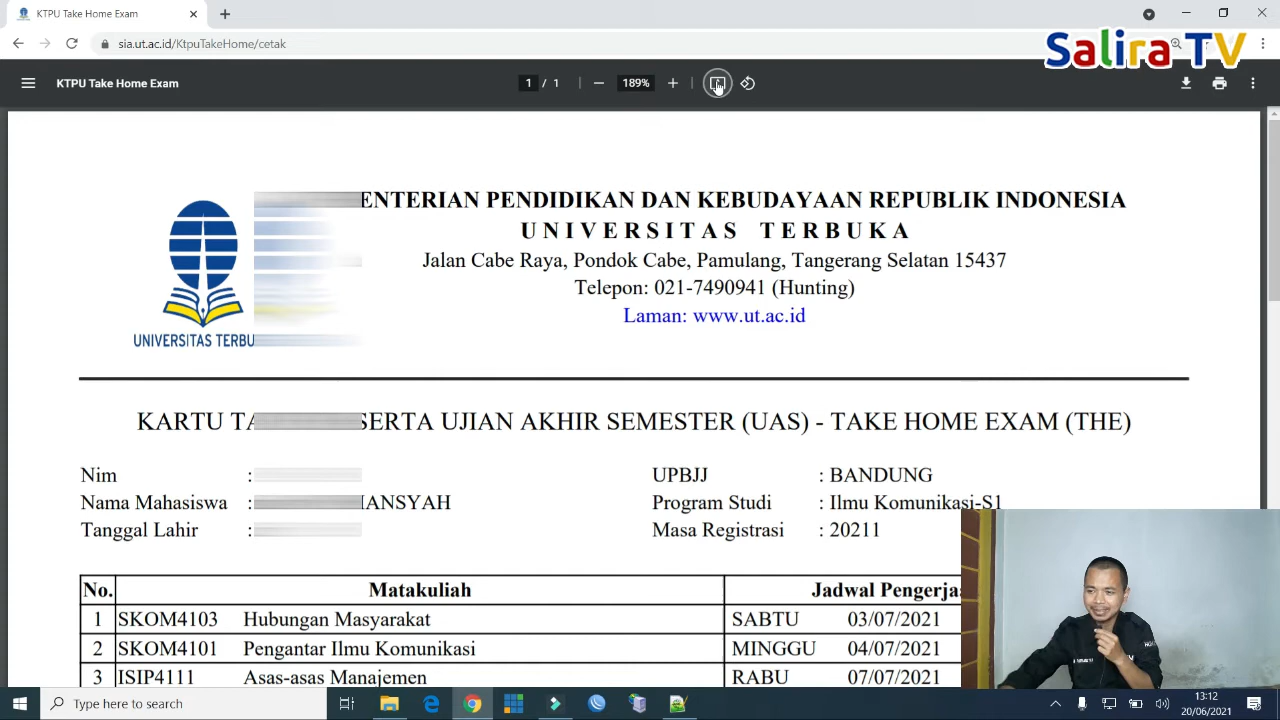 KTPU Take Home Exam
sia.ut.ac.id/KtpuTakeHome/cetak
Salira TV
KTPU Take Home Exam
1 / 1
189%
ENTERIAN PENDIDIKAN DAN KEBUDAYAAN REPUBLIK INDONESIA
UNIVERSITAS TERBUKA
Jalan Cabe Raya, Pondok Cabe, Pamulang, Tangerang Selatan 15437
Telepon: 021-7490941 (Hunting)
Laman: www.ut.ac.id
UNIVERSITAS TERBU
KARTU TA SERTA UJIAN AKHIR SEMESTER (UAS) - TAKE HOME EXAM (THE)
Nim : UPBJJ : BANDUNG
Nama Mahasiswa : IANSYAH Program Studi : Ilmu Komunikasi-S1
Tanggal Lahir : Masa Registrasi : 20211
No. Matakuliah Jadwal Pengerja
1 SKOM4103 Hubungan Masyarakat SABTU 03/07/2021
2 SKOM4101 Pengantar Ilmu Komunikasi MINGGU 04/07/2021
3 ISIP4111 Asas-asas Manajemen RABU 07/07/2021
Type here to search
13:12
20/06/2021